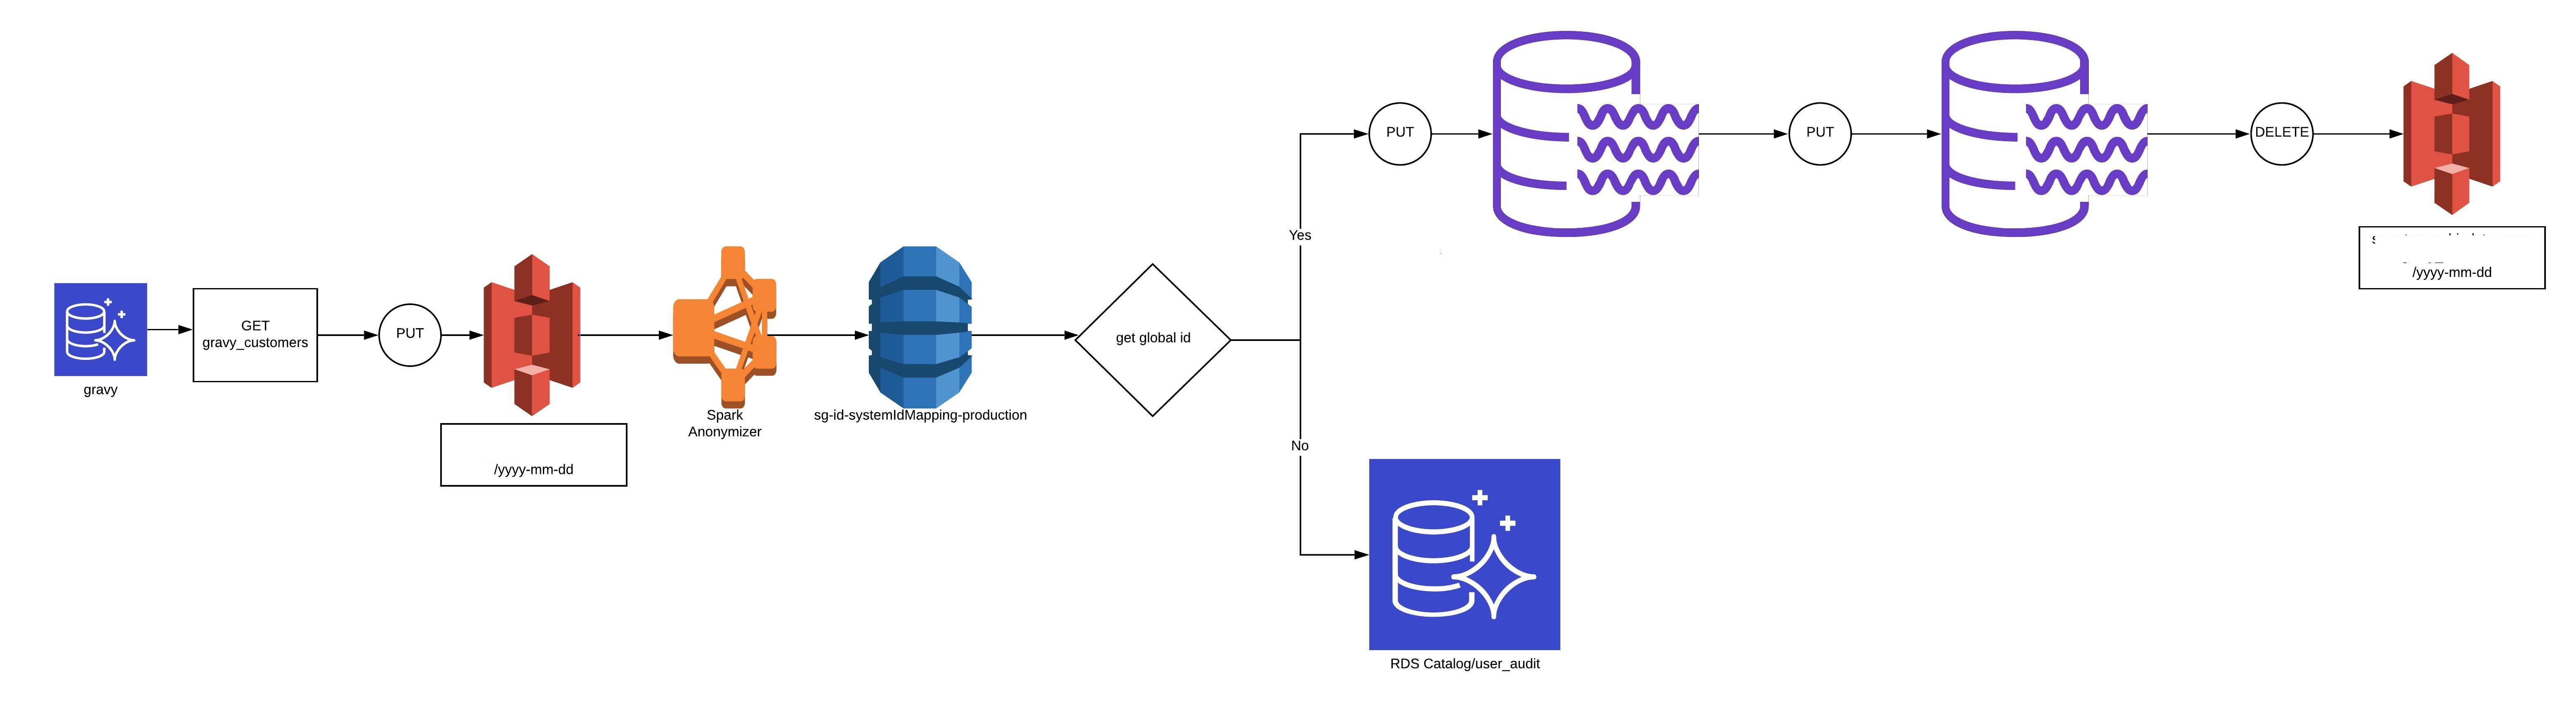 gravy
GET
gravy_customers
PUT
/yyyy-mm-dd
Spark
Anonymizer
sg-id-systemIdMapping-production
get global id
Yes
No
PUT
PUT
DELETE
/yyyy-mm-dd
RDS Catalog/user_audit